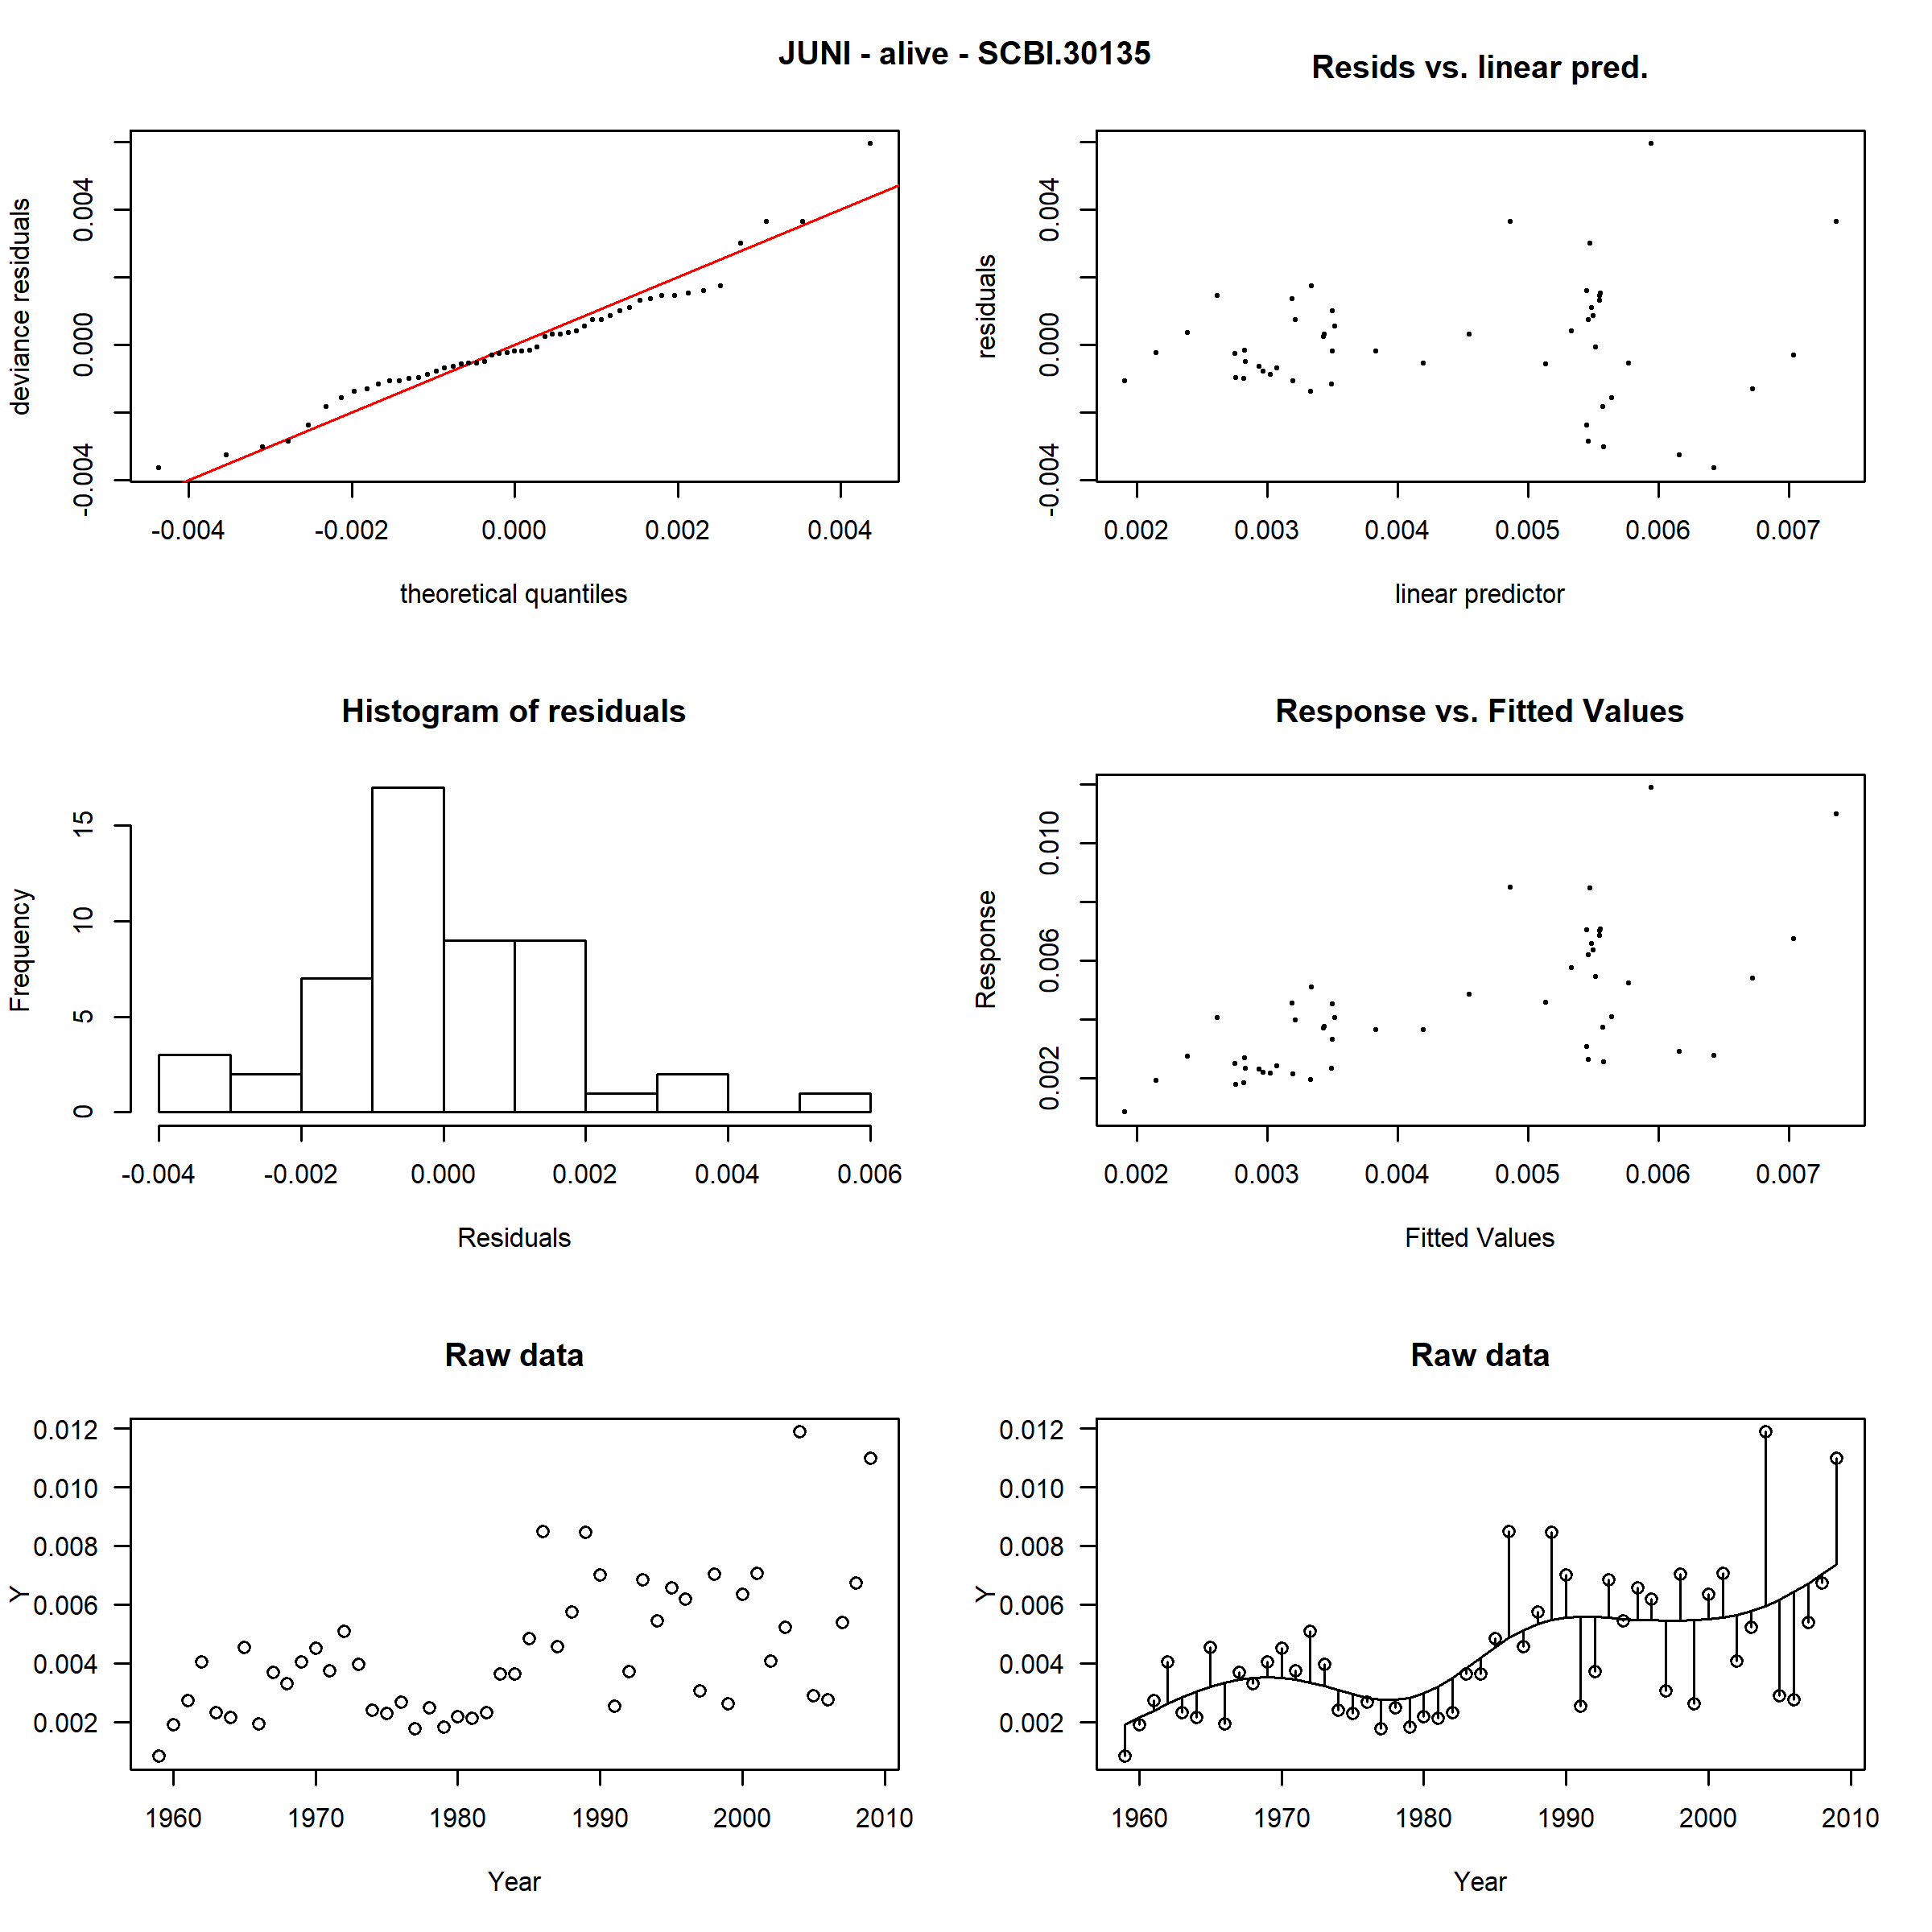 JUNI - alive - SCBI.30135
deviance residuals
-0.004 0.000 0.004
-0.004 -0.002 0.000 0.002 0.004
theoretical quantiles
Resids vs. linear pred.
residuals
-0.004 0.000 0.004
0.002 0.003 0.004 0.005 0.006 0.007
linear predictor
Histogram of residuals
Frequency
0 5 10 15
-0.004 -0.002 0.000 0.002 0.004 0.006
Residuals
Response vs. Fitted Values
Response
0.002 0.006 0.010
0.002 0.003 0.004 0.005 0.006 0.007
Fitted Values
Raw data
Y
0.012
0.010
0.008
0.006
0.004
0.002
1960 1970 1980 1990 2000 2010
Year
Raw data
Y
0.012
0.010
0.008
0.006
0.004
0.002
1960 1970 1980 1990 2000 2010
Year